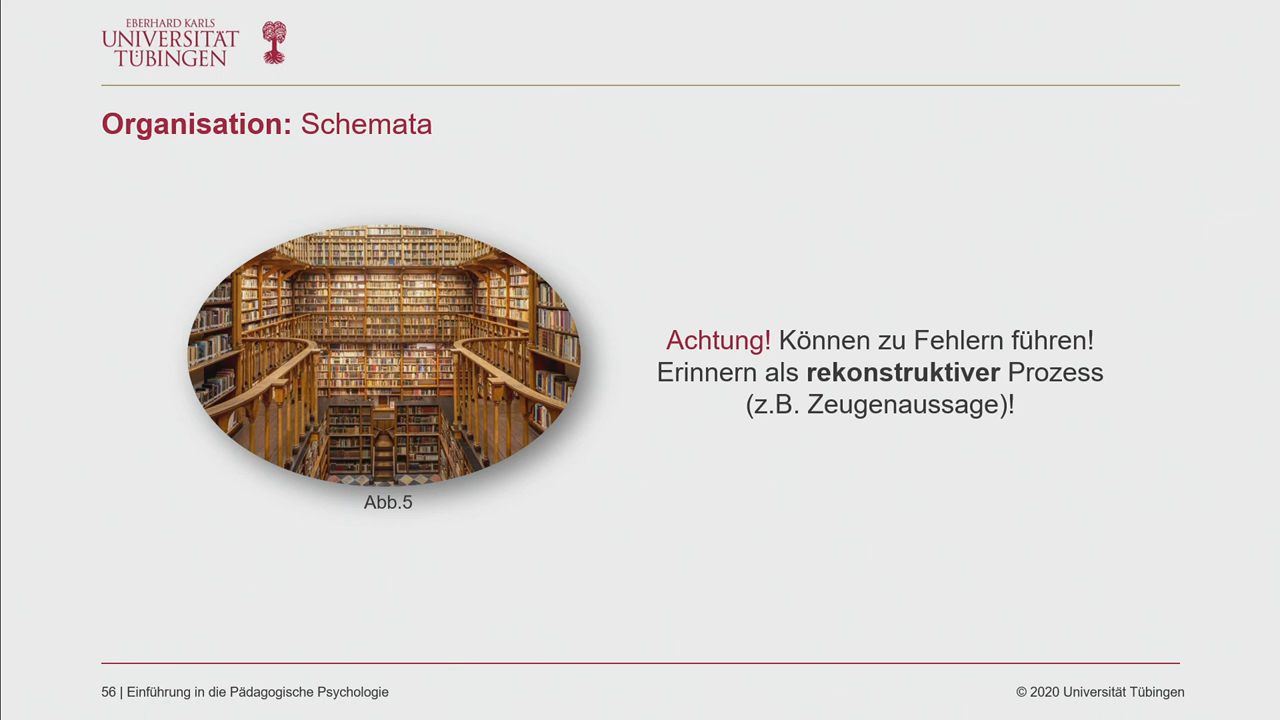 EBERHARD KARLS
UNIVERSITÄT
TÜBINGEN
Organisation: Schemata
Achtung! Können zu Fehlern führen!
Erinnern als rekonstruktiver Prozess
(z.B. Zeugenaussage)!
Abb.5
56 | Einführung in die Pädagogische Psychologie
© 2020 Universität Tübingen